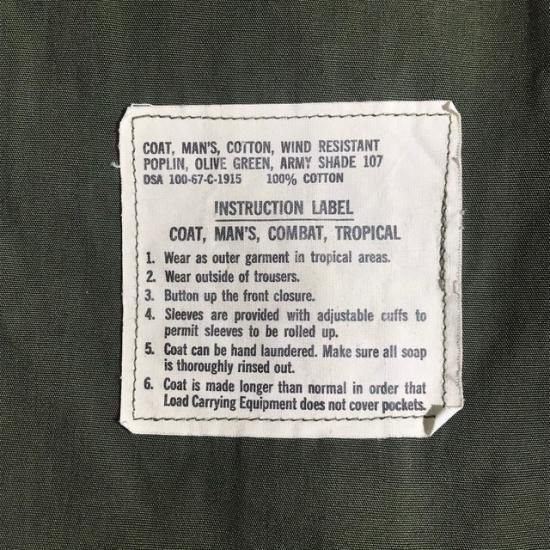 COAT, MAN'S, COTTON, WIND RESISTANT
POPLIN, OLIVE GREEN, ARMY SHADE 107
DSA 100-67-C-1915 100% COTTON
INSTRUCTION LABEL
COAT, MAN'S, COMBAT, TROPICAL
1. Wear as outer garment in tropical areas.
2. Wear outside of trousers.
3. Button up the front closure.
4. Sleeves are provided with adjustable cuffs to
permit sleeves to be rolled up.
5. Coat can be hand laundered. Make sure all soap
is thoroughly rinsed out.
6. Coat is made longer than normal in order that
Load Carrying Equipment does not cover pockets.